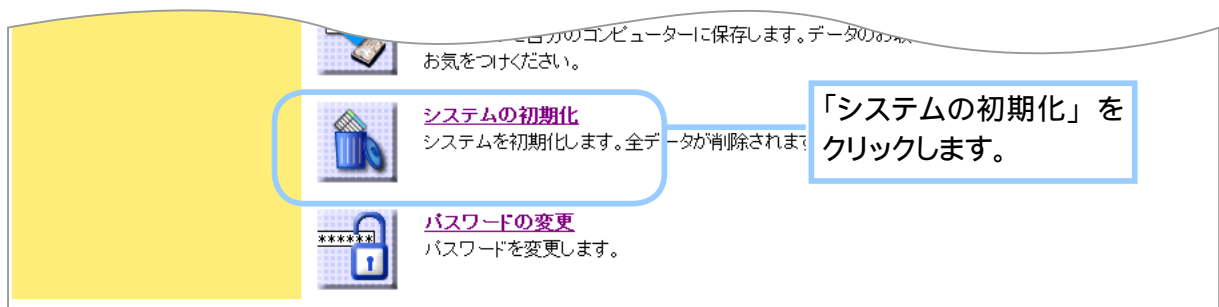 自分のコンピューターに保存します。データのお
お気をつけください。
システムの初期化
システムを初期化します。全データが削除されます
「システムの初期化」を
クリックします。
パスワードの変更
******
パスワードを変更します。